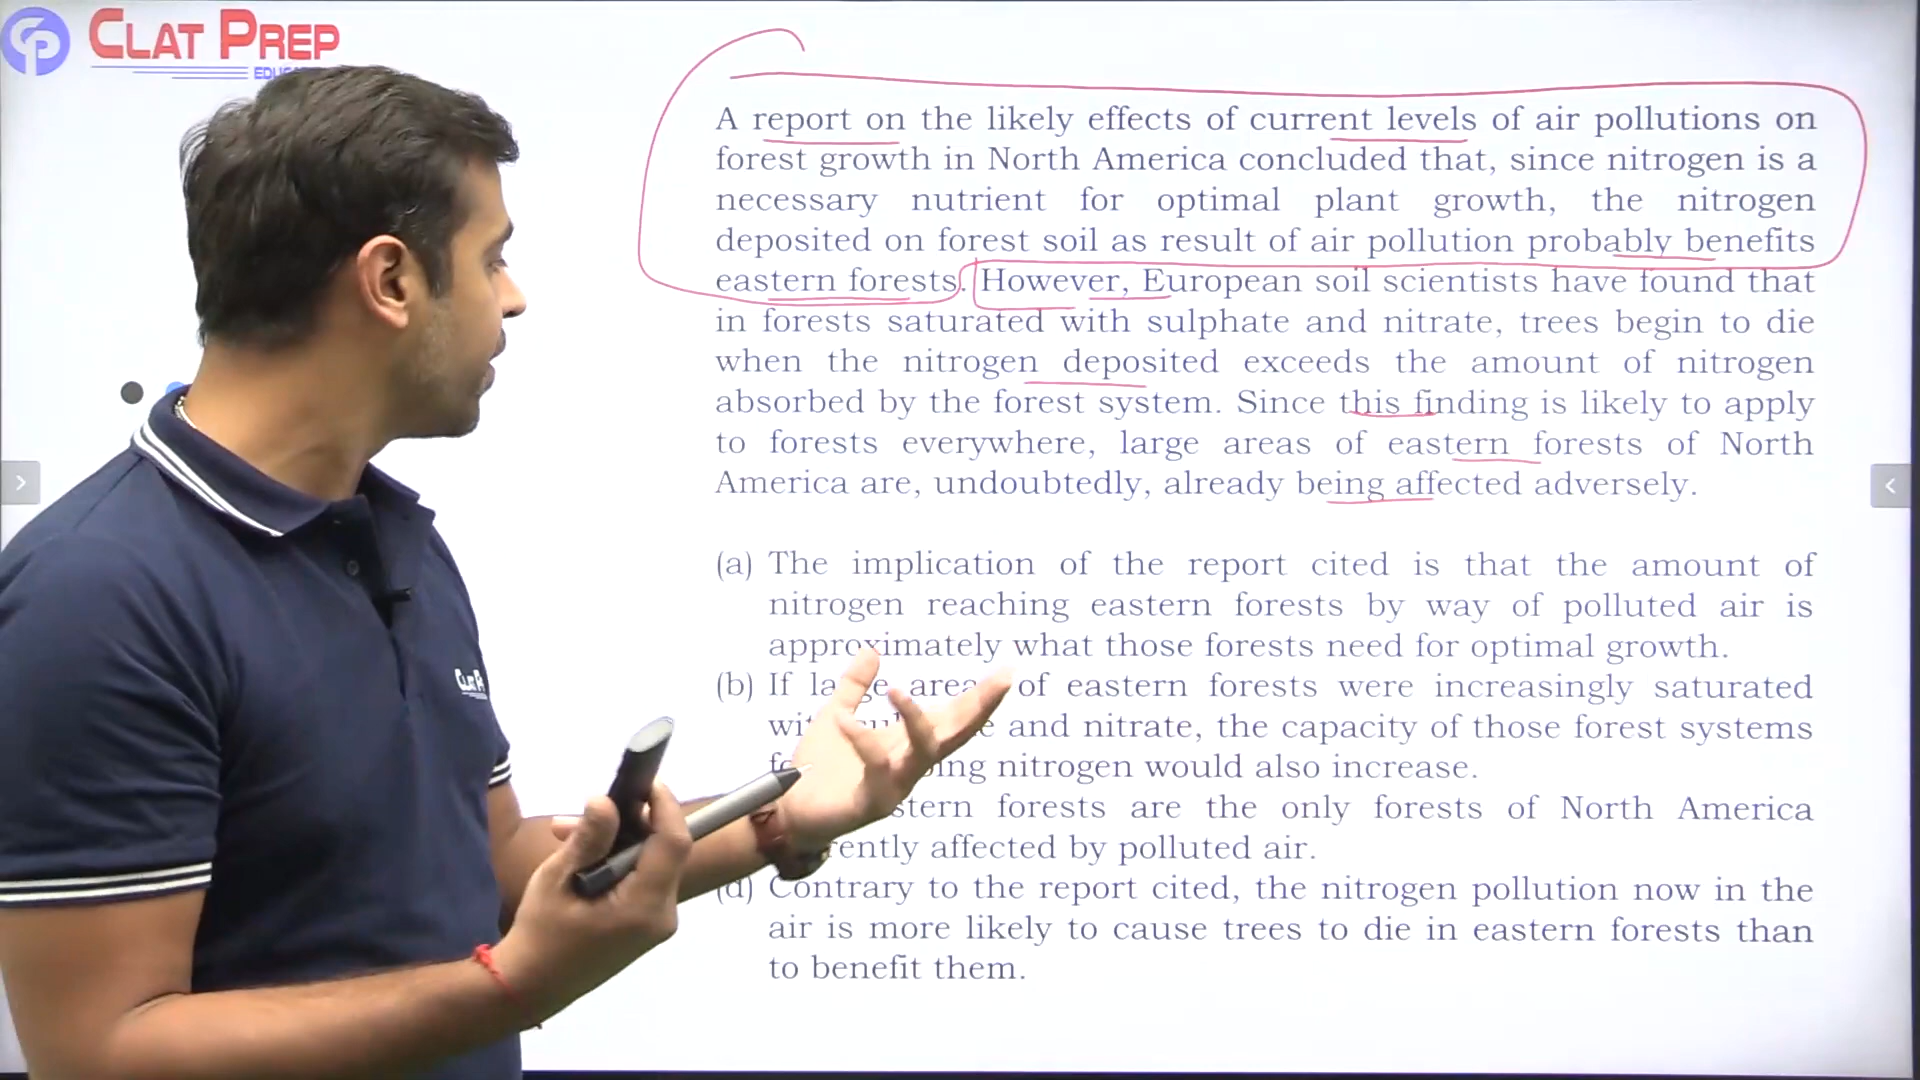 CLAT PREP
A report on the likely effects of current levels of air pollutions on
forest growth in North America concluded that, since nitrogen is a
necessary nutrient for optimal plant growth, the nitrogen
deposited on forest soil as result of air pollution probably benefits
eastern forests. However, European soil scientists have found that
in forests saturated with sulphate and nitrate, trees begin to die
when the nitrogen deposited exceeds the amount of nitrogen
absorbed by the forest system. Since this finding is likely to apply
to forests everywhere, large areas of eastern forests of North
America are, undoubtedly, already being affected adversely.
(a) The implication of the report cited is that the amount of
nitrogen reaching eastern forests by way of polluted air is
approximately what those forests need for optimal growth.
(b) If large areas of eastern forests were increasingly saturated
and nitrate, the capacity of those forest systems
nitrogen would also increase.
forests are the only forests of North America
affected by polluted air.
(d) Contrary to the report cited, the nitrogen pollution now in the
air is more likely to cause trees to die in eastern forests than
to benefit them.